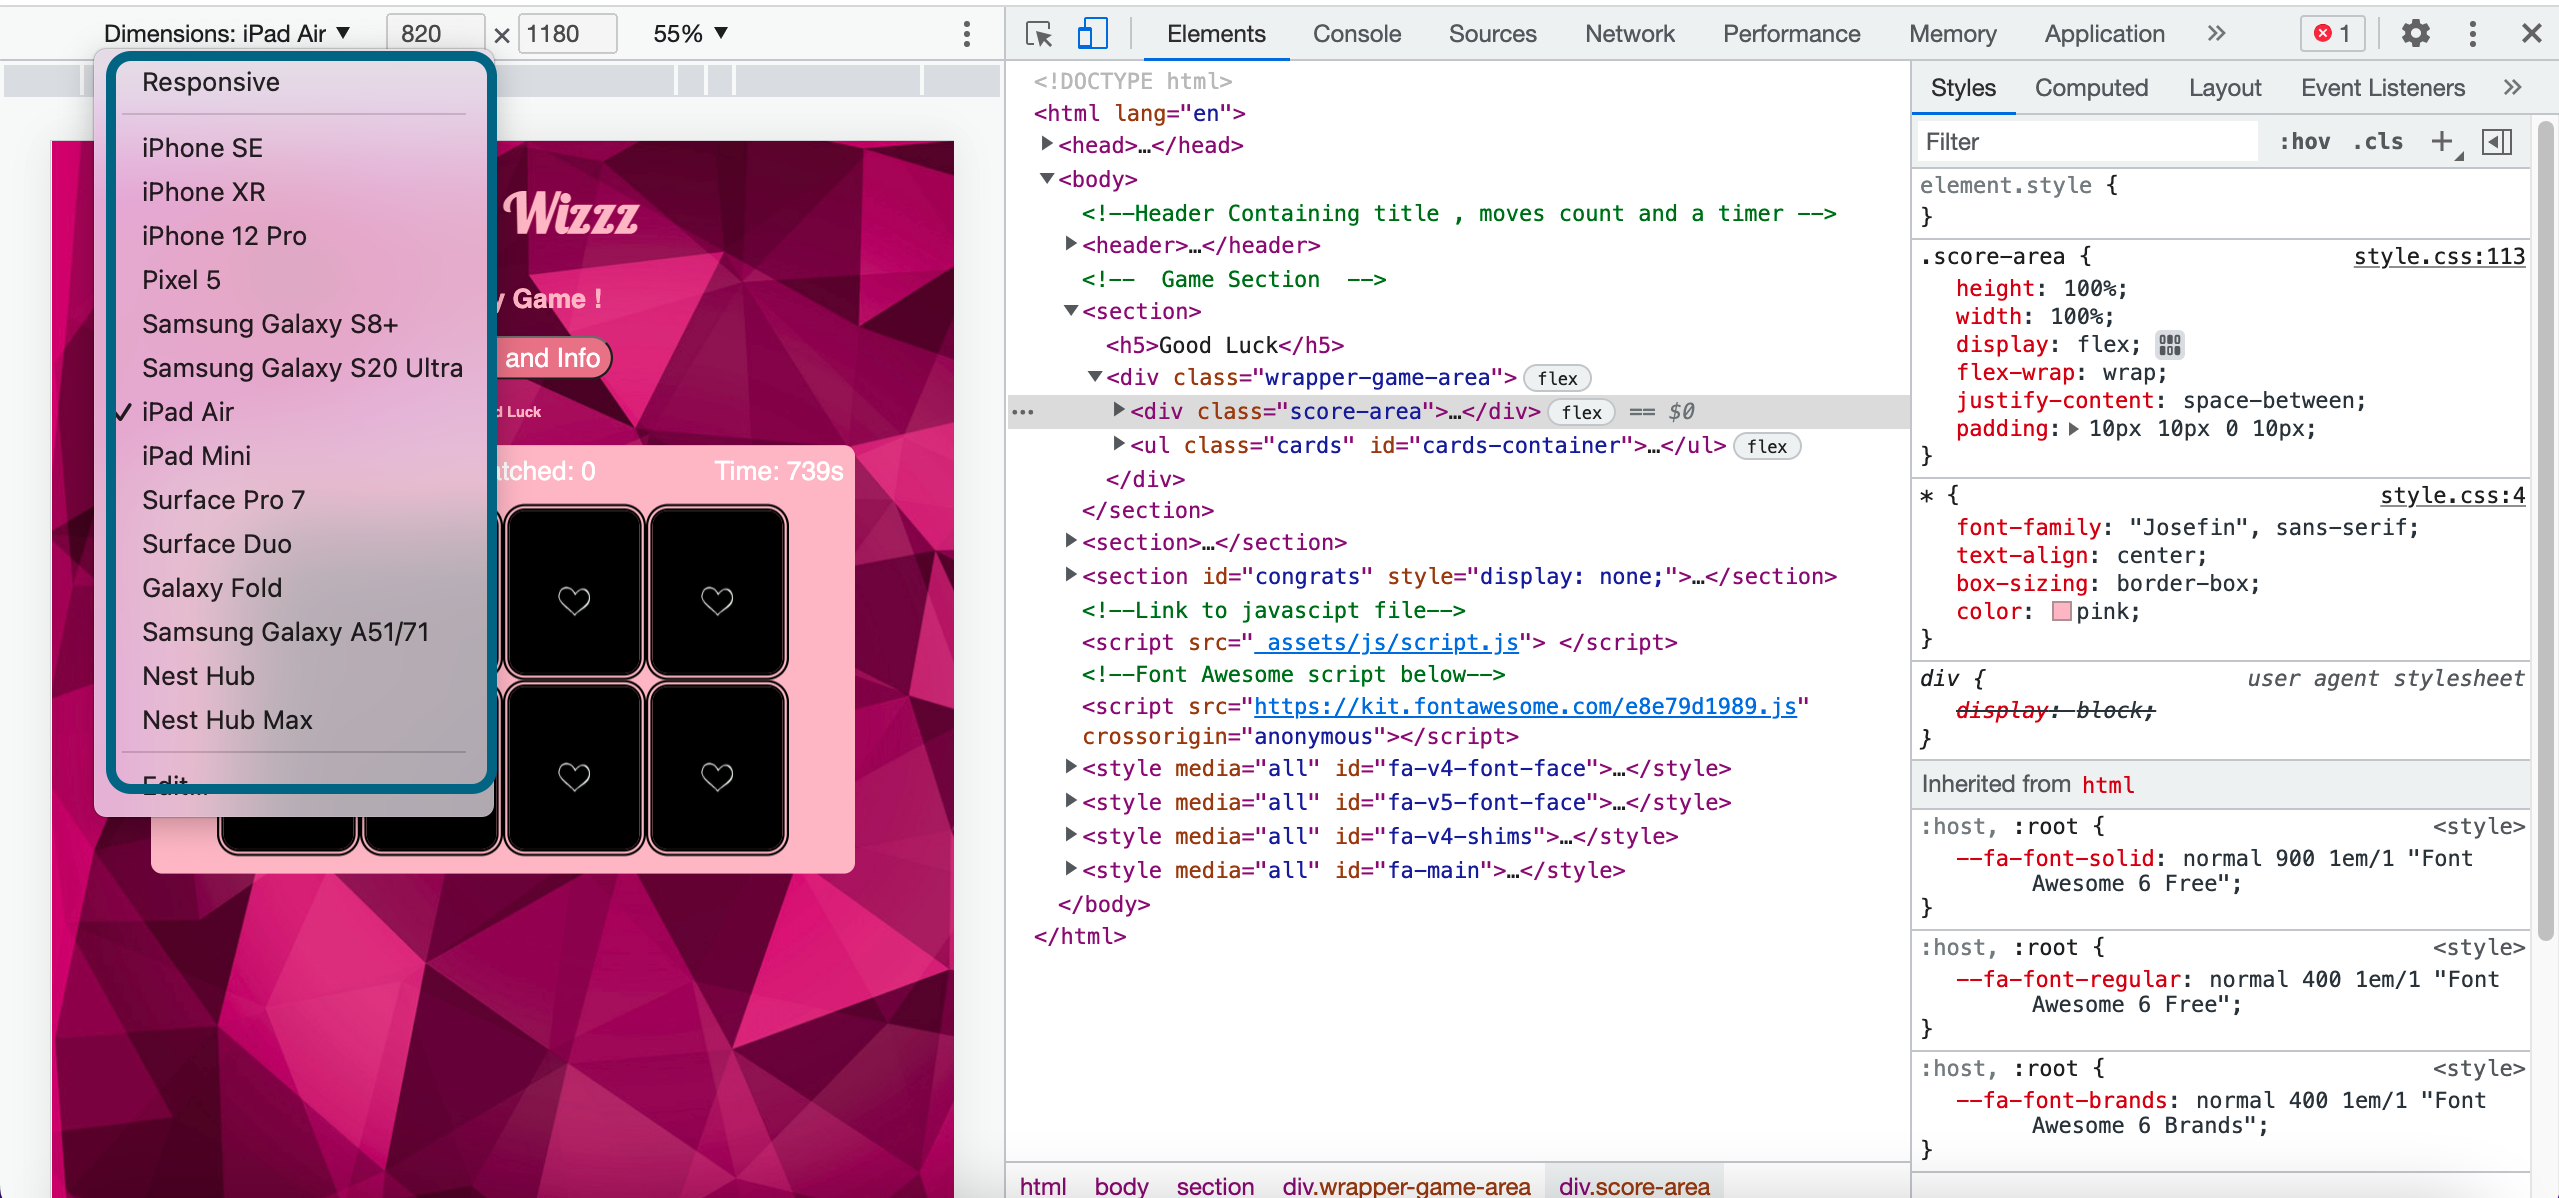 Dimensions: iPad Air ▼ 820 × 1180 55% ▼
Responsive
iPhone SE
iPhone XR
iPhone 12 Pro
Pixel 5
Samsung Galaxy S8+
Samsung Galaxy S20 Ultra
✓ iPad Air
iPad Mini
Surface Pro 7
Surface Duo
Galaxy Fold
Samsung Galaxy A51/71
Nest Hub
Nest Hub Max
Edit...
Wizzz
y Game !
and Info
d Luck
tched: 0 Time: 739s
Elements Console Sources Network Performance Memory Application » 1
<!DOCTYPE html>
<html lang="en">
<head>…</head>
<body>
<!--Header Containing title , moves count and a timer -->
<header>…</header>
<!-- Game Section -->
<section>
<h5>Good Luck</h5>
<div class="wrapper-game-area"> flex
<div class="score-area">…</div> flex == $0
<ul class="cards" id="cards-container">…</ul> flex
</div>
</section>
<section>…</section>
<section id="congrats" style="display: none;">…</section>
<!--Link to javascipt file-->
<script src=" assets/js/script.js"> </script>
<!--Font Awesome script below-->
<script src="https://kit.fontawesome.com/e8e79d1989.js"
crossorigin="anonymous"></script>
<style media="all" id="fa-v4-font-face">…</style>
<style media="all" id="fa-v5-font-face">…</style>
<style media="all" id="fa-v4-shims">…</style>
<style media="all" id="fa-main">…</style>
</body>
</html>
html body section div.wrapper-game-area div.score-area
Styles Computed Layout Event Listeners »
Filter :hov .cls +
element.style {
}
.score-area { style.css:113
height: 100%;
width: 100%;
display: flex;
flex-wrap: wrap;
justify-content: space-between;
padding: 10px 10px 0 10px;
}
* { style.css:4
font-family: "Josefin", sans-serif;
text-align: center;
box-sizing: border-box;
color: pink;
}
div { user agent stylesheet
display: block;
}
Inherited from html
:host, :root { <style>
--fa-font-solid: normal 900 1em/1 "Font
Awesome 6 Free";
}
:host, :root { <style>
--fa-font-regular: normal 400 1em/1 "Font
Awesome 6 Free";
}
:host, :root { <style>
--fa-font-brands: normal 400 1em/1 "Font
Awesome 6 Brands";
}